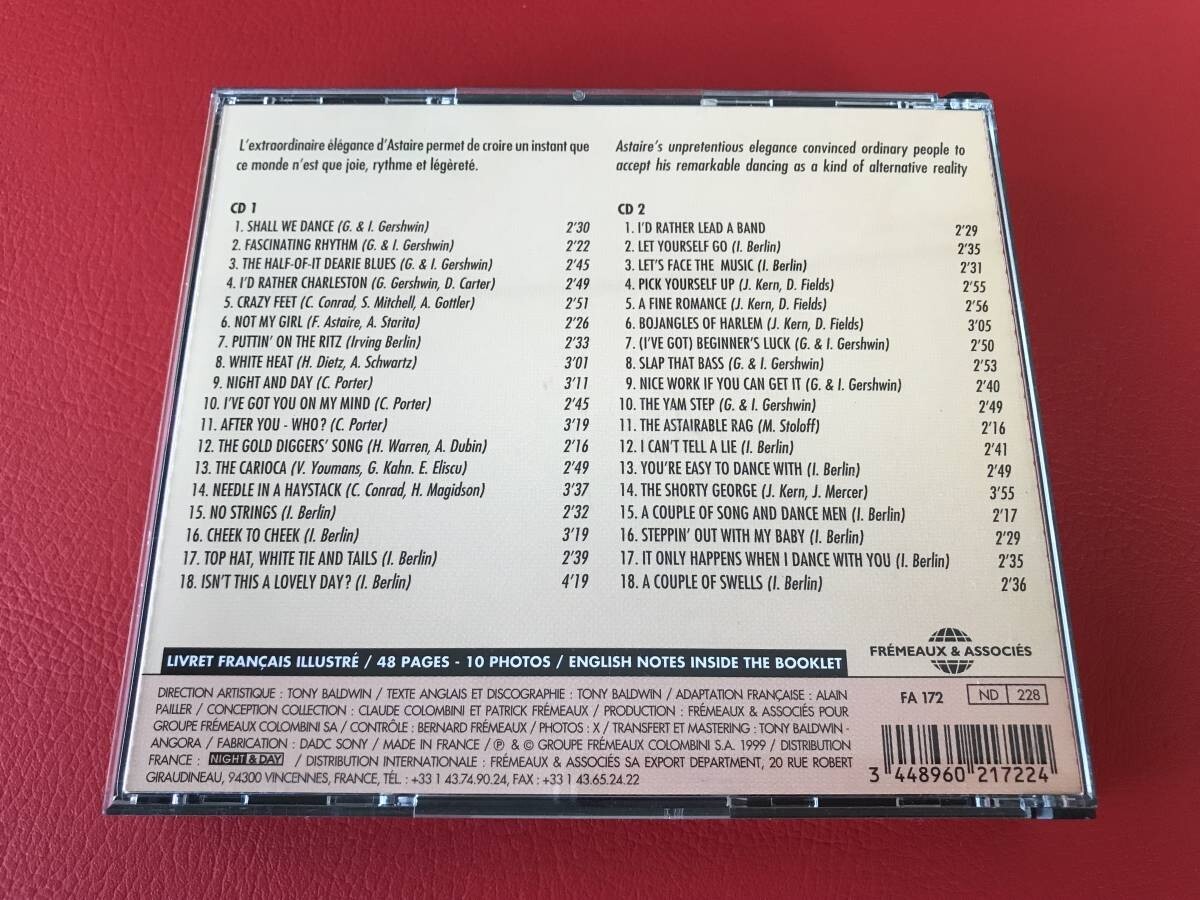 L'extraordinaire élégance d'Astaire permet de croire un instant que
ce monde n'est que joie, rythme et légèreté.
Astaire's unpretentious elegance convinced ordinary people to
accept his remarkable dancing as a kind of alternative reality
CD 1
1. SHALL WE DANCE (G. & I. Gershwin) 2'30
2. FASCINATING RHYTHM (G. & I. Gershwin) 2'22
3. THE HALF-OF-IT DEARIE BLUES (G. & I. Gershwin) 2'45
4. I'D RATHER CHARLESTON (G. Gershwin, D. Carter) 2'49
5. CRAZY FEET (C. Conrad, S. Mitchell, A. Gottler) 2'51
6. NOT MY GIRL (F. Astaire, A. Starita) 2'26
7. PUTTIN' ON THE RITZ (Irving Berlin) 2'33
8. WHITE HEAT (H. Dietz, A. Schwartz) 3'01
9. NIGHT AND DAY (C. Porter) 3'11
10. I'VE GOT YOU ON MY MIND (C. Porter) 2'45
11. AFTER YOU - WHO? (C. Porter) 3'19
12. THE GOLD DIGGERS' SONG (H. Warren, A. Dubin) 2'16
13. THE CARIOCA (V. Youmans, G. Kahn. E. Eliscu) 2'49
14. NEEDLE IN A HAYSTACK (C. Conrad, H. Magidson) 3'37
15. NO STRINGS (I. Berlin) 2'32
16. CHEEK TO CHEEK (I. Berlin) 3'19
17. TOP HAT, WHITE TIE AND TAILS (I. Berlin) 2'39
18. ISN'T THIS A LOVELY DAY? (I. Berlin) 4'19
CD 2
1. I'D RATHER LEAD A BAND 2'29
2. LET YOURSELF GO (I. Berlin) 2'35
3. LET'S FACE THE MUSIC (I. Berlin) 2'31
4. PICK YOURSELF UP (J. Kern, D. Fields) 2'55
5. A FINE ROMANCE (J. Kern, D. Fields) 2'56
6. BOJANGLES OF HARLEM (J. Kern, D. Fields) 3'05
7. (I'VE GOT) BEGINNER'S LUCK (G. & I. Gershwin) 2'50
8. SLAP THAT BASS (G. & I. Gershwin) 2'53
9. NICE WORK IF YOU CAN GET IT (G. & I. Gershwin) 2'40
10. THE YAM STEP (G. & I. Gershwin) 2'49
11. THE ASTAIRABLE RAG (M. Stoloff) 2'16
12. I CAN'T TELL A LIE (I. Berlin) 2'41
13. YOU'RE EASY TO DANCE WITH (I. Berlin) 2'49
14. THE SHORTY GEORGE (J. Kern, J. Mercer) 3'55
15. A COUPLE OF SONG AND DANCE MEN (I. Berlin) 2'17
16. STEPPIN' OUT WITH MY BABY (I. Berlin) 2'29
17. IT ONLY HAPPENS WHEN I DANCE WITH YOU (I. Berlin) 2'35
18. A COUPLE OF SWELLS (I. Berlin) 2'36
LIVRET FRANÇAIS ILLUSTRÉ / 48 PAGES - 10 PHOTOS / ENGLISH NOTES INSIDE THE BOOKLET
FRÉMEAUX & ASSOCIÉS
DIRECTION ARTISTIQUE : TONY BALDWIN / TEXTE ANGLAIS ET DISCOGRAPHIE : TONY BALDWIN / ADAPTATION FRANÇAISE : ALAIN
PAILLER / CONCEPTION COLLECTION : CLAUDE COLOMBINI ET PATRICK FRÉMEAUX / PRODUCTION : FRÉMEAUX & ASSOCIÉS POUR
GROUPE FRÉMEAUX COLOMBINI SA / CONTRÔLE : BERNARD FRÉMEAUX / PHOTOS : X / TRANSFERT ET MASTERING : TONY BALDWIN -
ANGORA / FABRICATION : DADC SONY / MADE IN FRANCE / ℗ & © GROUPE FRÉMEAUX COLOMBINI S.A. 1999 / DISTRIBUTION
FRANCE : NIGHT & DAY / DISTRIBUTION INTERNATIONALE : FRÉMEAUX & ASSOCIÉS SA EXPORT DEPARTMENT, 20 RUE ROBERT
GIRAUDINEAU, 94300 VINCENNES, FRANCE, TÉL : +33 1 43.74.90.24, FAX : +33 1 43.65.24.22
FA 172
ND 228
3 448960 217224